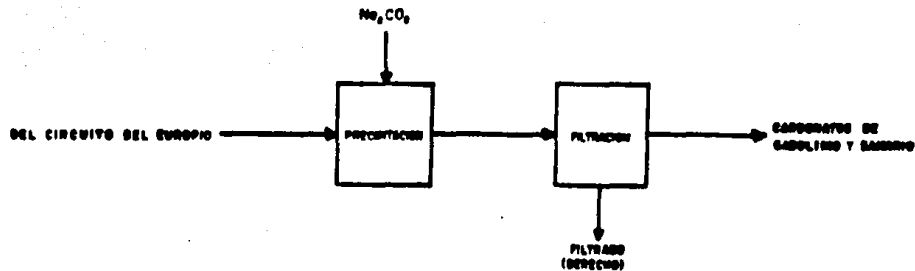 Na₂CO₃
DEL CIRCUITO DEL EUROPIO
PRECIPITACION
FILTRACION
CARBONATOS DE
GADOLINIO Y SAMARIO
FILTRADO
(DERECHO)